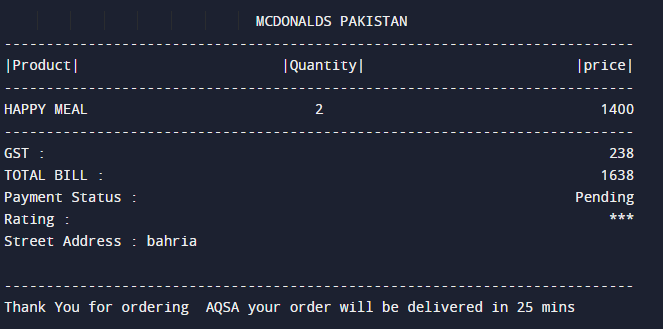 MCDONALDS PAKISTAN
---------------------------------------------------------------------------
|Product| |Quantity| |price|
---------------------------------------------------------------------------
HAPPY MEAL 2 1400
---------------------------------------------------------------------------
GST : 238
TOTAL BILL : 1638
Payment Status : Pending
Rating : ***
Street Address : bahria
---------------------------------------------------------------------------
Thank You for ordering  AQSA your order will be delivered in 25 mins